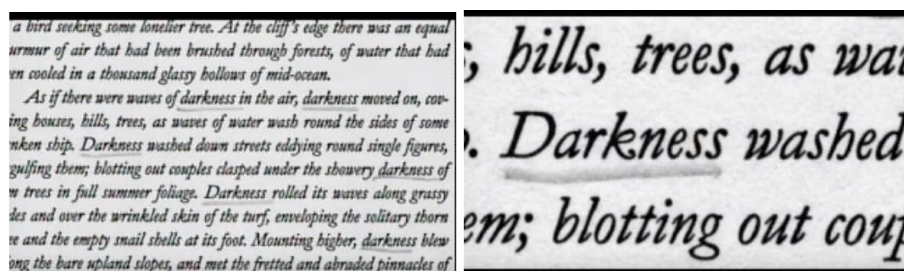 a bird seeking some lonelier tree. At the cliff's edge there was an equal
urmur of air that had been brushed through forests, of water that had
en cooled in a thousand glassy hollows of mid-ocean.
As if there were waves of darkness in the air, darkness moved on, cov-
ing houses, hills, trees, as waves of water wash round the sides of some
nken ship. Darkness washed down streets eddying round single figures,
gulfing them; blotting out couples clasped under the showery darkness of
m trees in full summer foliage. Darkness rolled its waves along grassy
des and over the wrinkled skin of the turf, enveloping the solitary thorn
ee and the empty snail shells at its foot. Mounting higher, darkness blew
ong the bare upland slopes, and met the fretted and abraded pinnacles of
, hills, trees, as wat
. Darkness washed
em; blotting out coup